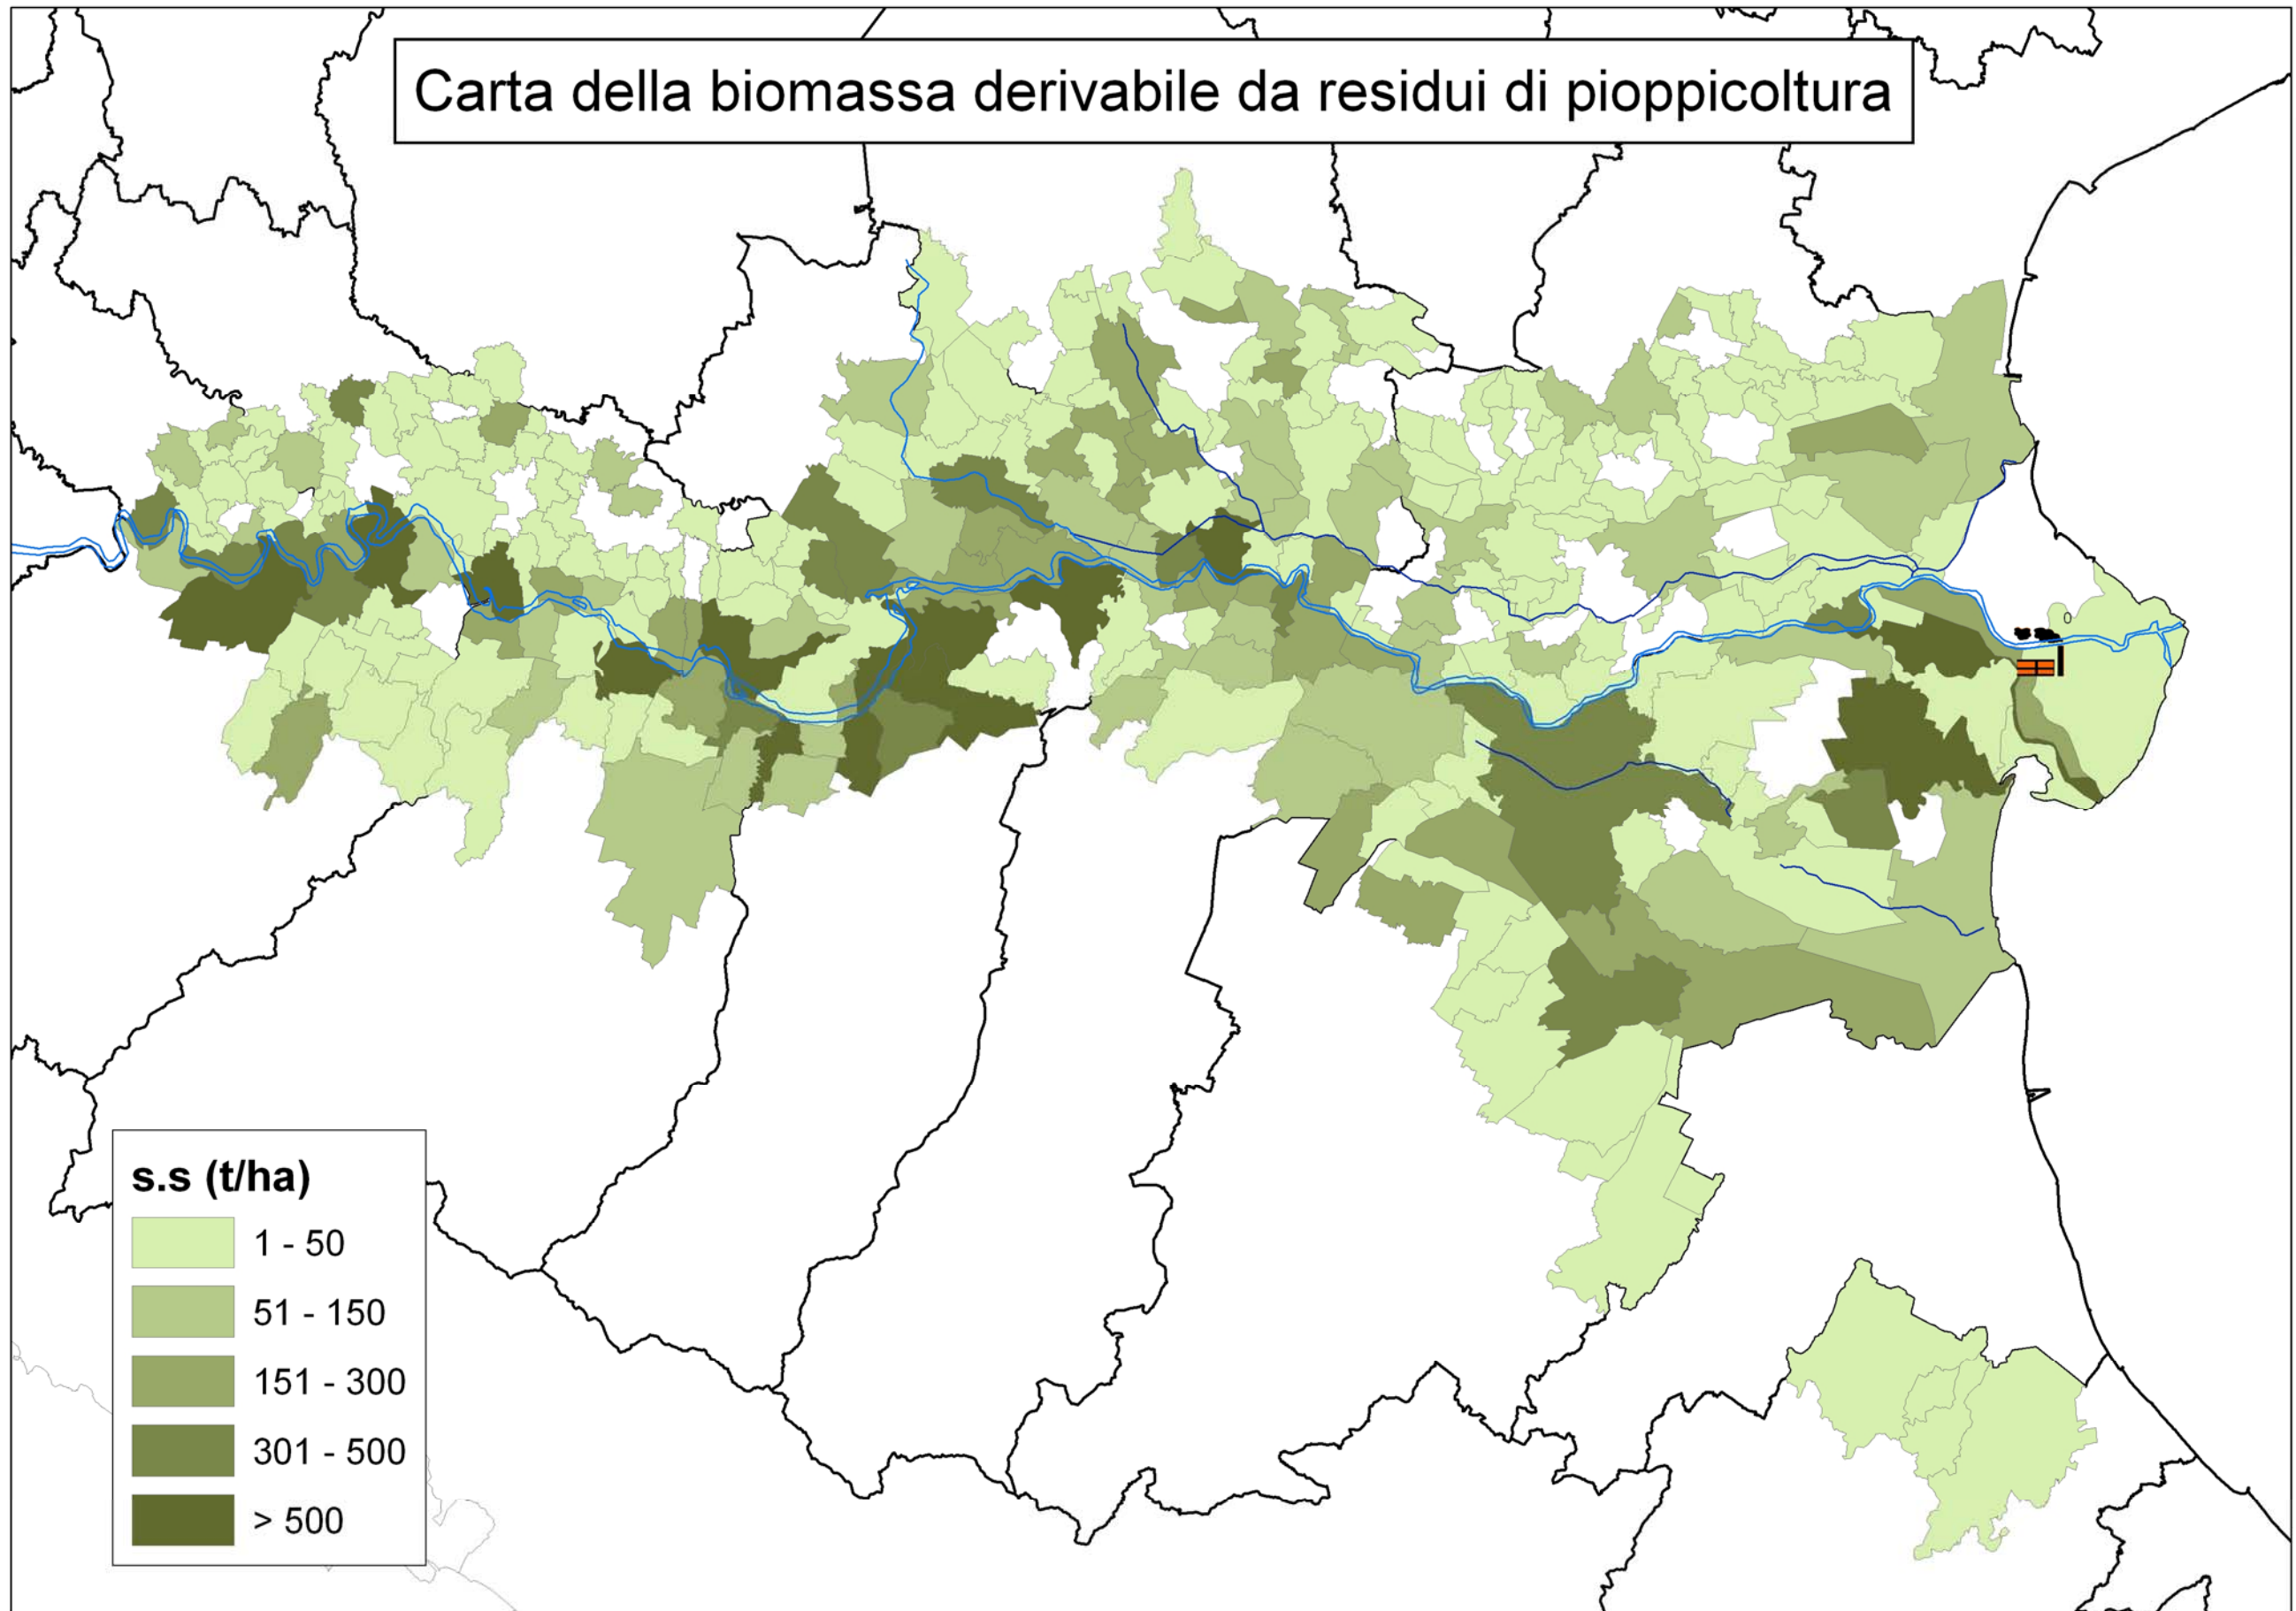 Carta della biomassa derivabile da residui di pioppicoltura
s.s (t/ha)
1 - 50
51 - 150
151 - 300
301 - 500
> 500